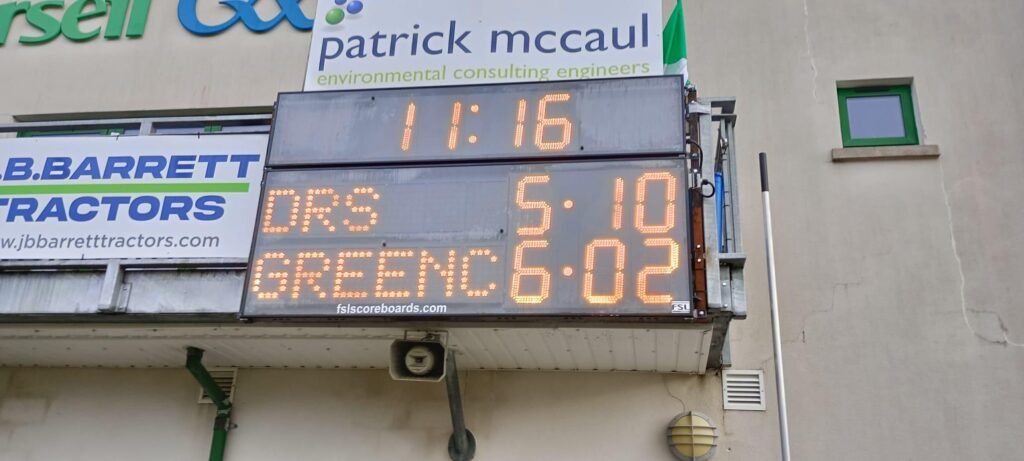 patrick mccaul
environmental consulting engineers
11:16
.B.BARRETT
TRACTORS
w.jbbarretttractors.com
DRS 5·10
GREENC 6·02
fslscoreboards.com
FSL